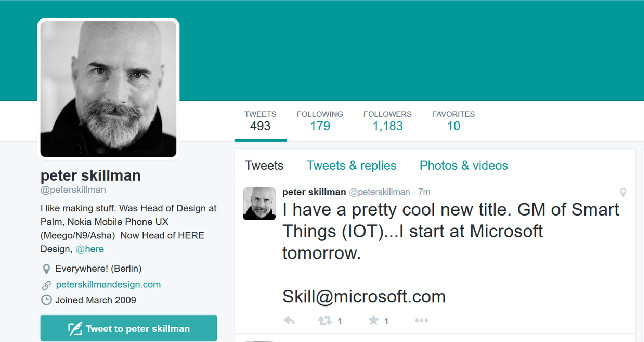 TWEETS FOLLOWING FOLLOWERS FAVORITES
493 179 1,183 10
peter skillman
@peterskillman
I like making stuff. Was Head of Design at
Palm, Nokia Mobile Phone UX
(Meego/N9/Asha) Now Head of HERE
Design, @here
Everywhere! (Berlin)
peterskillmandesign.com
Joined March 2009
Tweet to peter skillman
Tweets Tweets & replies Photos & videos
peter skillman @peterskillman · 7m
I have a pretty cool new title. GM of Smart
Things (IOT)...I start at Microsoft
tomorrow.
Skill@microsoft.com
1 1